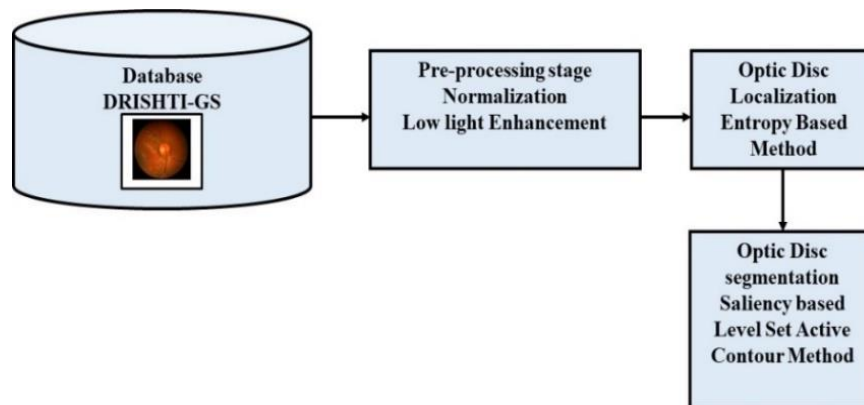 Database
DRISHTI-GS
Pre-processing stage
Normalization
Low light Enhancement
Optic Disc
Localization
Entropy Based
Method
Optic Disc
segmentation
Saliency based
Level Set Active
Contour Method